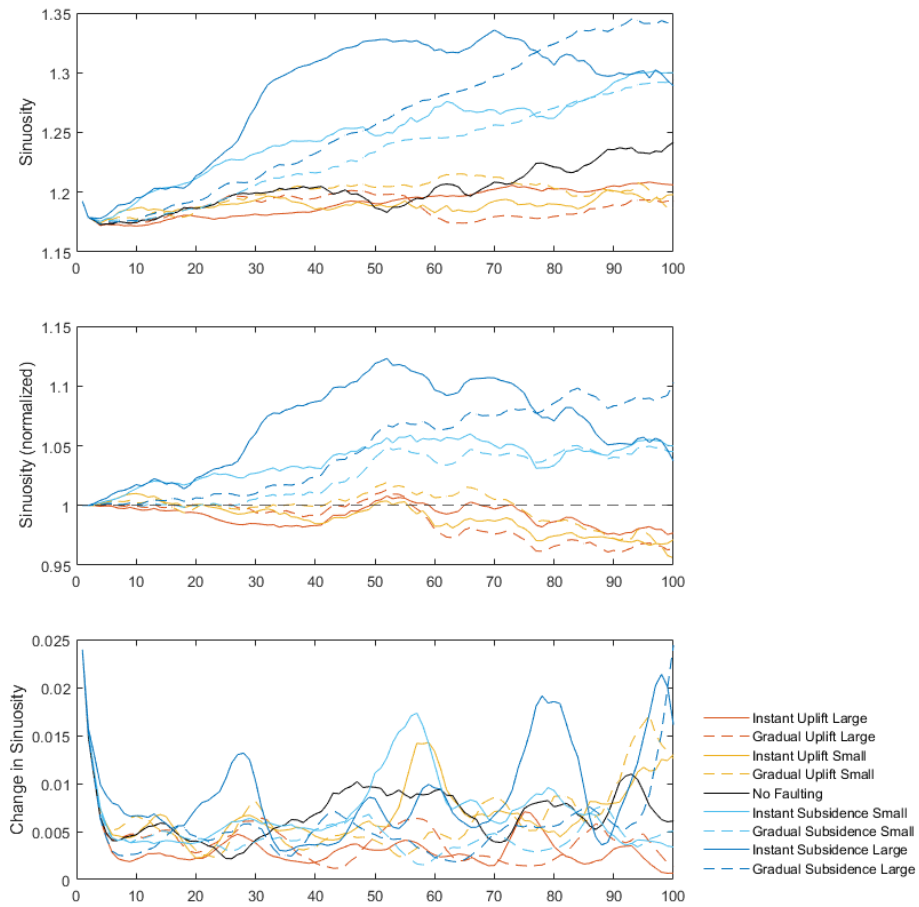 1.35
1.3
1.25
1.2
1.15
Sinuosity
0 10 20 30 40 50 60 70 80 90 100
1.15
1.1
1.05
1
0.95
Sinuosity (normalized)
0 10 20 30 40 50 60 70 80 90 100
0.025
0.02
0.015
0.01
0.005
0
Change in Sinuosity
0 10 20 30 40 50 60 70 80 90 100
Instant Uplift Large
Gradual Uplift Large
Instant Uplift Small
Gradual Uplift Small
No Faulting
Instant Subsidence Small
Gradual Subsidence Small
Instant Subsidence Large
Gradual Subsidence Large